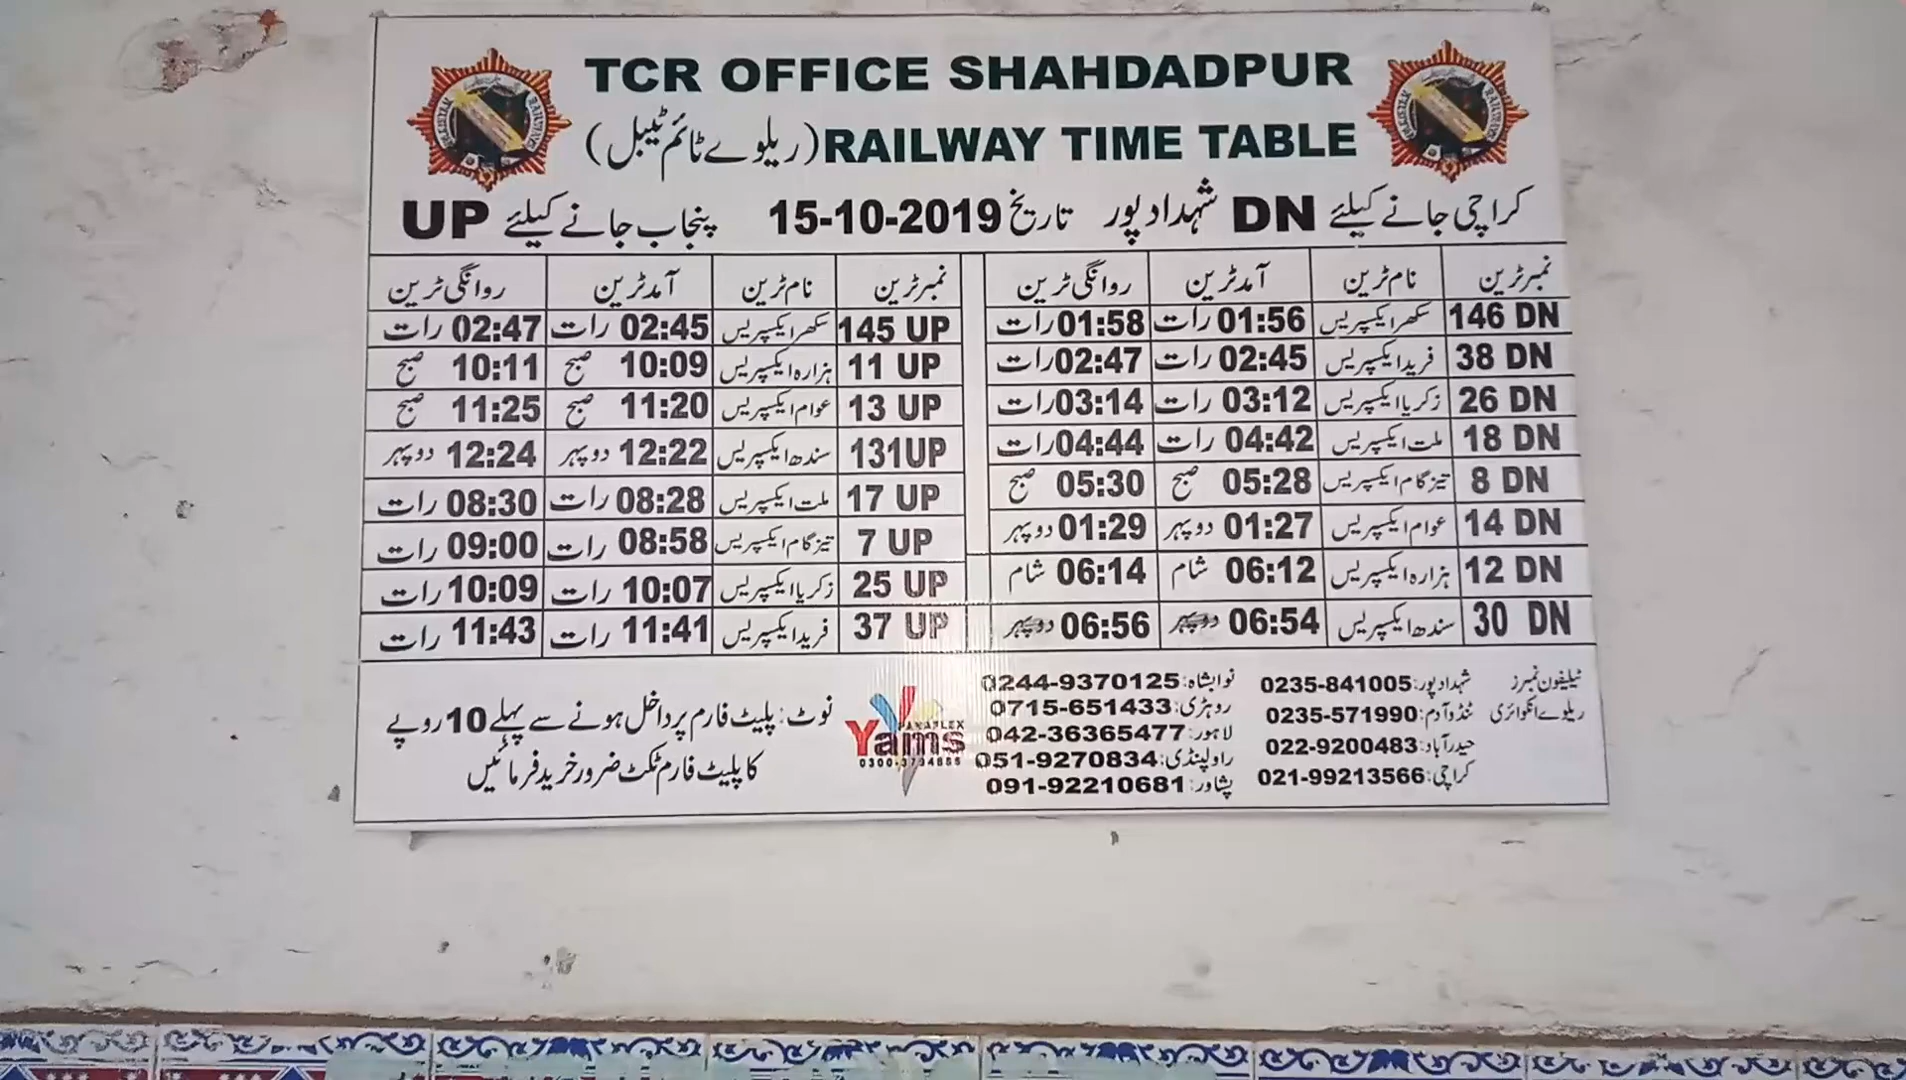 TCR OFFICE SHAHDADPUR
RAILWAY TIME TABLE (ریلوے ٹائم ٹیبل)
کراچی جانے کیلئے DN شہدادپور تاریخ 15-10-2019 پنجاب جانے کیلئے UP
نمبرٹرین نام ٹرین آمد ٹرین روانگی ٹرین نمبرٹرین نام ٹرین آمد ٹرین روانگی ٹرین
146 DN سکھر ایکسپریس 01:56 رات 01:58 رات 145 UP سکھر ایکسپریس 02:45 رات 02:47 رات
38 DN فرید ایکسپریس 02:45 رات 02:47 رات 11 UP ہزارہ ایکسپریس 10:09 صبح 10:11 صبح
26 DN زکریا ایکسپریس 03:12 رات 03:14 رات 13 UP عوام ایکسپریس 11:20 صبح 11:25 صبح
18 DN ملت ایکسپریس 04:42 رات 04:44 رات 131UP سندھ ایکسپریس 12:22 دوپہر 12:24 دوپہر
8 DN تیزگام ایکسپریس 05:28 صبح 05:30 صبح 17 UP ملت ایکسپریس 08:28 رات 08:30 رات
14 DN عوام ایکسپریس 01:27 دوپہر 01:29 دوپہر 7 UP تیزگام ایکسپریس 08:58 رات 09:00 رات
12 DN ہزارہ ایکسپریس 06:12 شام 06:14 شام 25 UP زکریا ایکسپریس 10:07 رات 10:09 رات
30 DN سندھ ایکسپریس 06:54 دوپہر 06:56 دوپہر 37 UP فرید ایکسپریس 11:41 رات 11:43 رات
ٹیلیفون نمبرز شہدادپور: 0235-841005 نوابشاہ: 0244-9370125
ریلوے انکوائری ٹنڈوآدم: 0235-571990 روہڑی: 0715-651433
حیدرآباد: 022-9200483 لاہور: 042-36365477
کراچی: 021-99213566 راولپنڈی: 051-9270834
پشاور: 091-92210681
PANAFLEX
Yams
نوٹ: پلیٹ فارم پر داخل ہونے سے پہلے 10 روپے
کا پلیٹ فارم ٹکٹ ضرور خرید فرمائیں